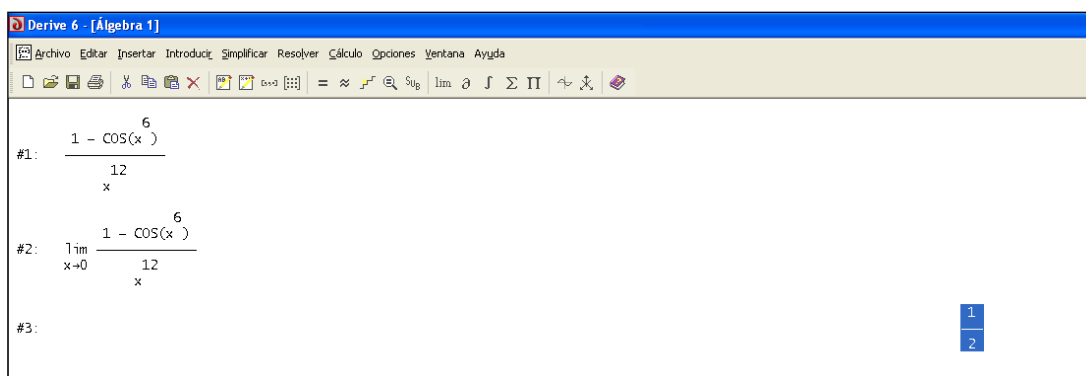 Derive 6 - [Álgebra 1]
Archivo Editar Insertar Introducir Simplificar Resolver Cálculo Opciones Ventana Ayuda
= ≈ SUB lim ∂ ∫ Σ Π
6
1 - COS(x )
#1:
12
x
6
1 - COS(x )
#2: lim
x→0 12
x
1
#3:
2